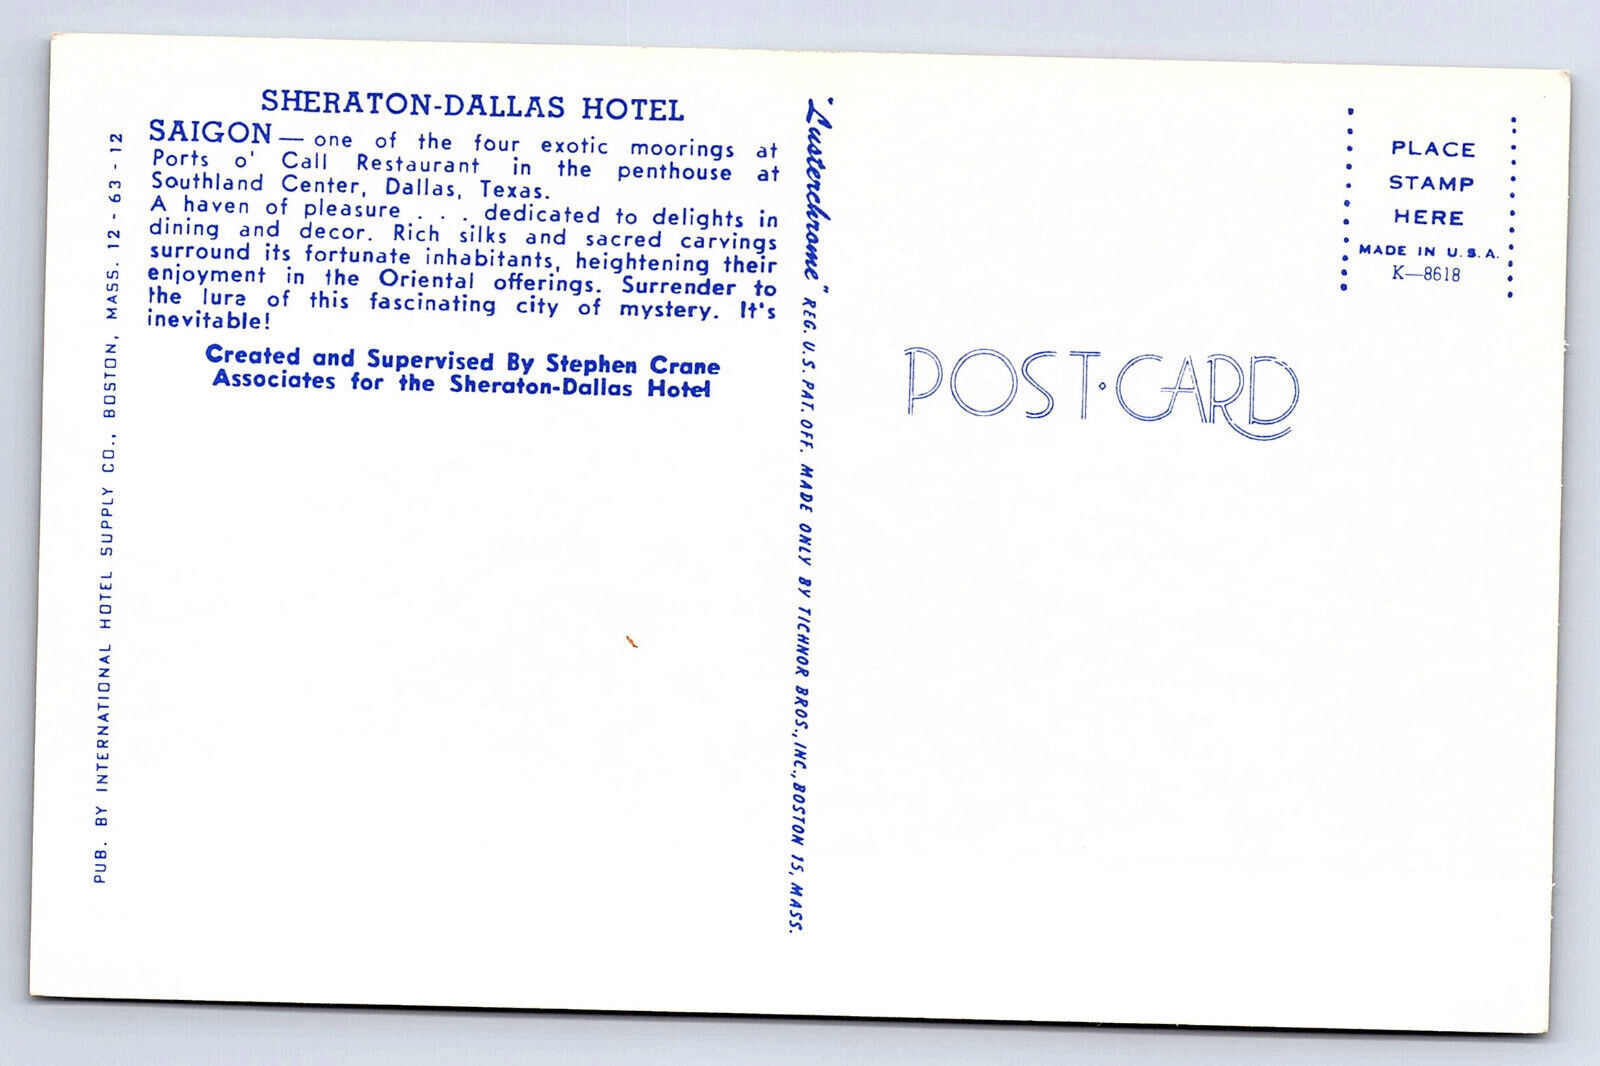 SHERATON-DALLAS HOTEL
SAIGON — one of the four exotic moorings at
Ports o' Call Restaurant in the penthouse at
Southland Center, Dallas, Texas.
A haven of pleasure . . . dedicated to delights in
dining and decor. Rich silks and sacred carvings
surround its fortunate inhabitants, heightening their
enjoyment in the Oriental offerings. Surrender to
the lure of this fascinating city of mystery. It's
inevitable!
Created and Supervised By Stephen Crane
Associates for the Sheraton-Dallas Hotel
PUB. BY INTERNATIONAL HOTEL SUPPLY CO., BOSTON, MASS. 12 - 63 - 12
"Lusterchrome" REG. U.S. PAT. OFF. MADE ONLY BY TICHNOR BROS., INC., BOSTON 15, MASS.
PLACE
STAMP
HERE
MADE IN U.S.A.
K—8618
POST·CARD